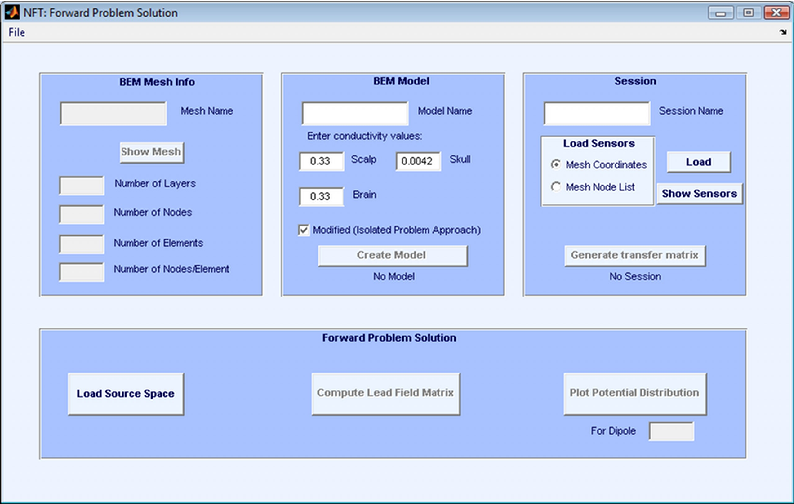 NFT: Forward Problem Solution
File
BEM Mesh Info
Mesh Name
Show Mesh
Number of Layers
Number of Nodes
Number of Elements
Number of Nodes/Element
BEM Model
Model Name
Enter conductivity values:
0.33 Scalp 0.0042 Skull
0.33 Brain
Modified (Isolated Problem Approach)
Create Model
No Model
Session
Session Name
Load Sensors
Mesh Coordinates
Mesh Node List
Load
Show Sensors
Generate transfer matrix
No Session
Forward Problem Solution
Load Source Space
Compute Lead Field Matrix
Plot Potential Distribution
For Dipole